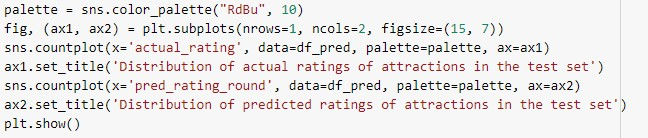 palette = sns.color_palette("RdBu", 10)
fig, (ax1, ax2) = plt.subplots(nrows=1, ncols=2, figsize=(15, 7))
sns.countplot(x='actual_rating', data=df_pred, palette=palette, ax=ax1)
ax1.set_title('Distribution of actual ratings of attractions in the test set')
sns.countplot(x='pred_rating_round', data=df_pred, palette=palette, ax=ax2)
ax2.set_title('Distribution of predicted ratings of attractions in the test set')
plt.show()